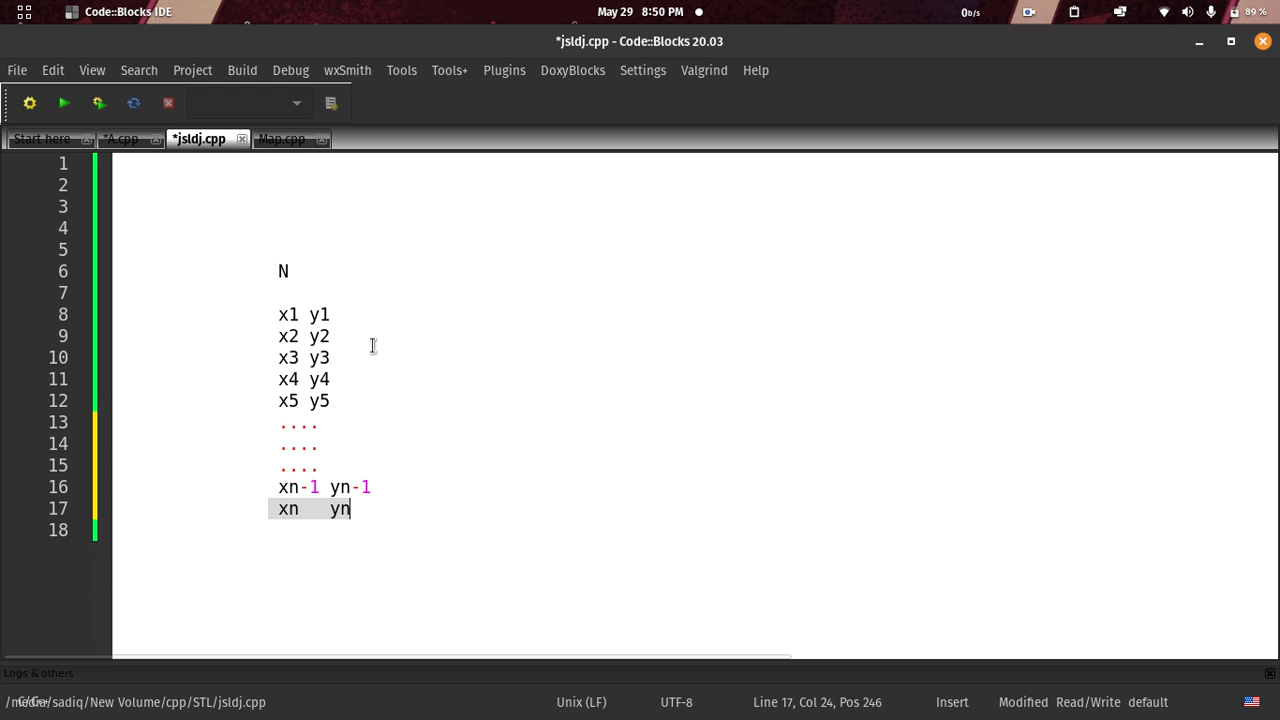 Code::Blocks IDE
May 29 8:50 PM
0b/s
89 %
*jsldj.cpp - Code::Blocks 20.03
File Edit View Search Project Build Debug wxSmith Tools Tools+ Plugins DoxyBlocks Settings Valgrind Help
Start here *A.cpp *jsldj.cpp Map.cpp
1
2
3
4
5
6 N
7
8 x1 y1
9 x2 y2
10 x3 y3
11 x4 y4
12 x5 y5
13 ....
14 ....
15 ....
16 xn-1 yn-1
17 xn yn
18
Logs & others
/media/sadiq/New Volume/cpp/STL/jsldj.cpp Unix (LF) UTF-8 Line 17, Col 24, Pos 246 Insert Modified Read/Write default